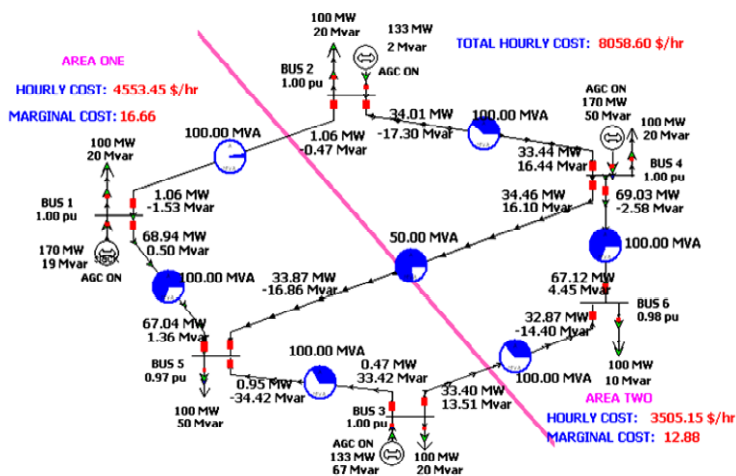 100 MW
20 Mvar
133 MW
2 Mvar
AGC ON
TOTAL HOURLY COST: 8058.60 $/hr
AREA ONE
HOURLY COST: 4553.45 $/hr
MARGINAL COST: 16.66
BUS 2
1.00 pu
100.00 MVA
1.06 MW
-0.47 Mvar
34.01 MW
-17.30 Mvar
100.00 MVA
33.44 MW
16.44 Mvar
AGC ON
170 MW
50 Mvar
100 MW
20 Mvar
BUS 4
1.00 pu
100 MW
20 Mvar
BUS 1
1.00 pu
1.06 MW
-1.53 Mvar
68.94 MW
0.50 Mvar
170 MW
19 Mvar
AGC ON
100.00 MVA
34.46 MW
16.10 Mvar
69.03 MW
-2.58 Mvar
50.00 MVA
100.00 MVA
33.87 MW
-16.86 Mvar
67.12 MW
4.45 Mvar
BUS 6
0.98 pu
32.87 MW
-14.40 Mvar
67.04 MW
1.36 Mvar
BUS 5
0.97 pu
100.00 MVA
0.47 MW
33.42 Mvar
0.95 MW
-34.42 Mvar
33.40 MW
13.51 Mvar
100.00 MVA
100 MW
10 Mvar
100 MW
50 Mvar
BUS 3
1.00 pu
AGC ON
133 MW
67 Mvar
100 MW
20 Mvar
AREA TWO
HOURLY COST: 3505.15 $/hr
MARGINAL COST: 12.88